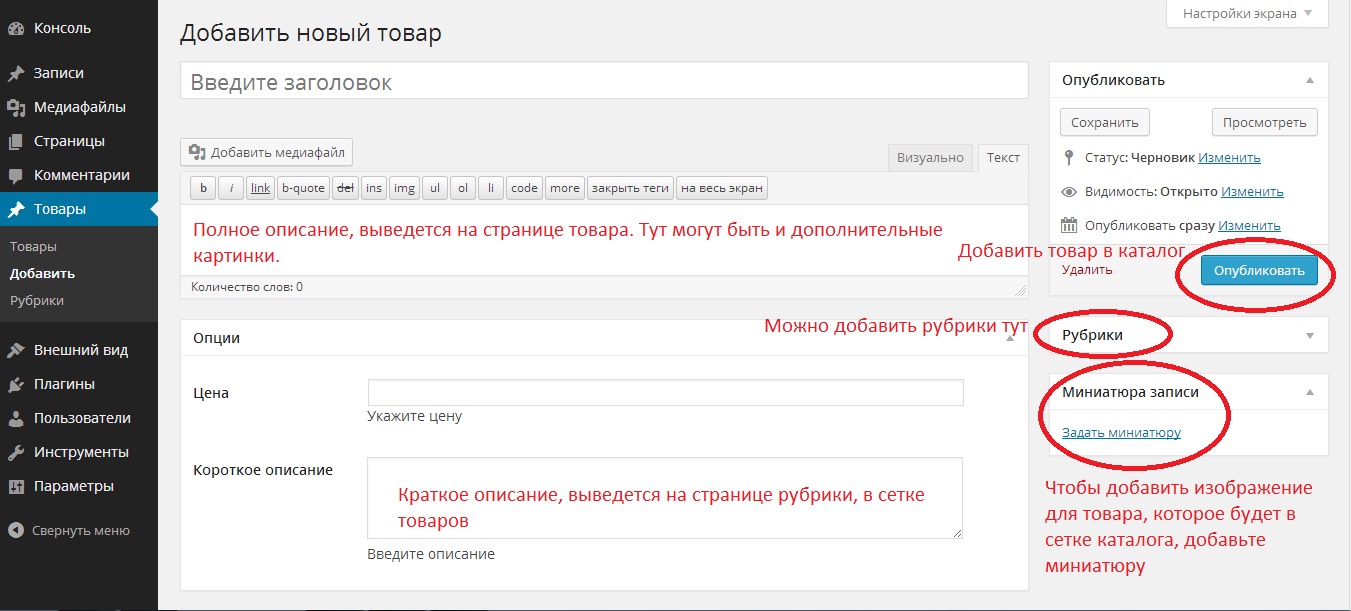 Консоль
Записи
Медиафайлы
Страницы
Комментарии
Товары
Товары
Добавить
Рубрики
Внешний вид
Плагины
Пользователи
Инструменты
Параметры
Свернуть меню
Настройки экрана
Добавить новый товар
Введите заголовок
Добавить медиафайл
Визуально Текст
b i link b-quote del ins img ul ol li code more закрыть теги на весь экран
Полное описание, выведется на странице товара. Тут могут быть и дополнительные
картинки.
Количество слов: 0
Опции
Цена
Укажите цену
Короткое описание
Краткое описание, выведется на странице рубрики, в сетке
товаров
Введите описание
Опубликовать
Сохранить Просмотреть
Статус: Черновик Изменить
Видимость: Открыто Изменить
Опубликовать сразу Изменить
Добавить товар в каталог
Удалить Опубликовать
Можно добавить рубрики тут
Рубрики
Миниатюра записи
Задать миниатюру
Чтобы добавить изображение
для товара, которое будет в
сетке каталога, добавьте
миниатюру